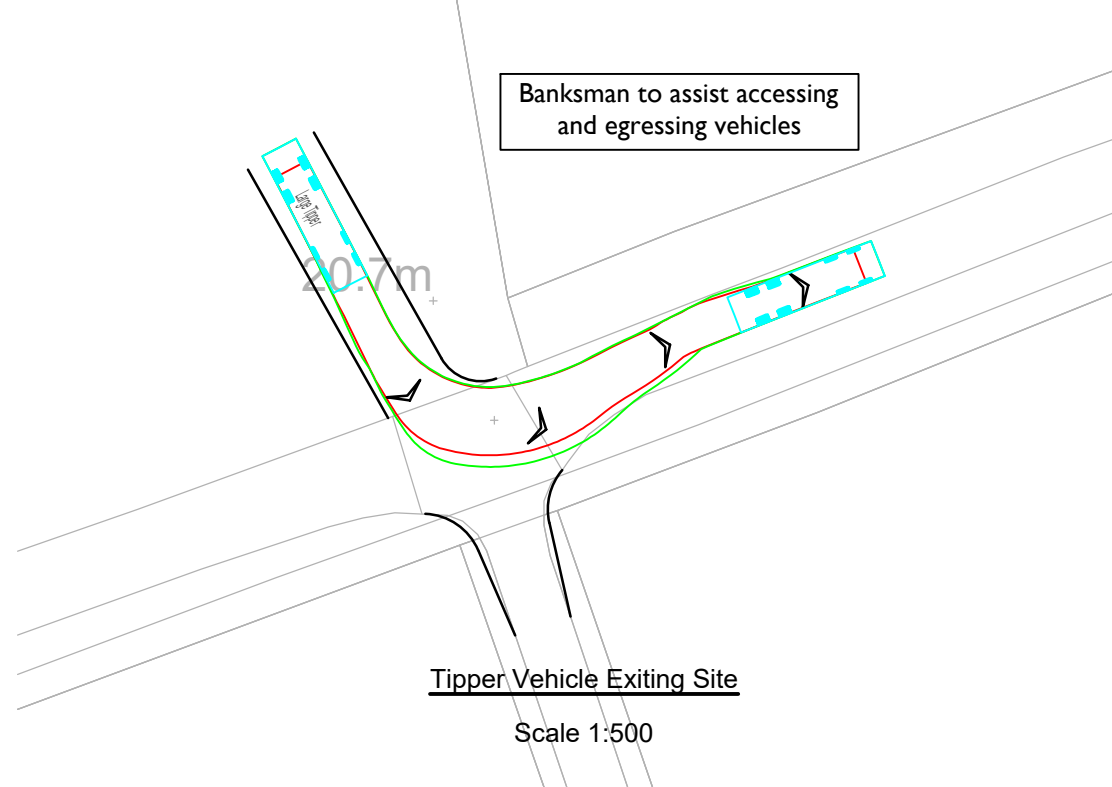 Banksman to assist accessing
and egressing vehicles
Large Tipper
20.7m
Tipper Vehicle Exiting Site
Scale 1:500